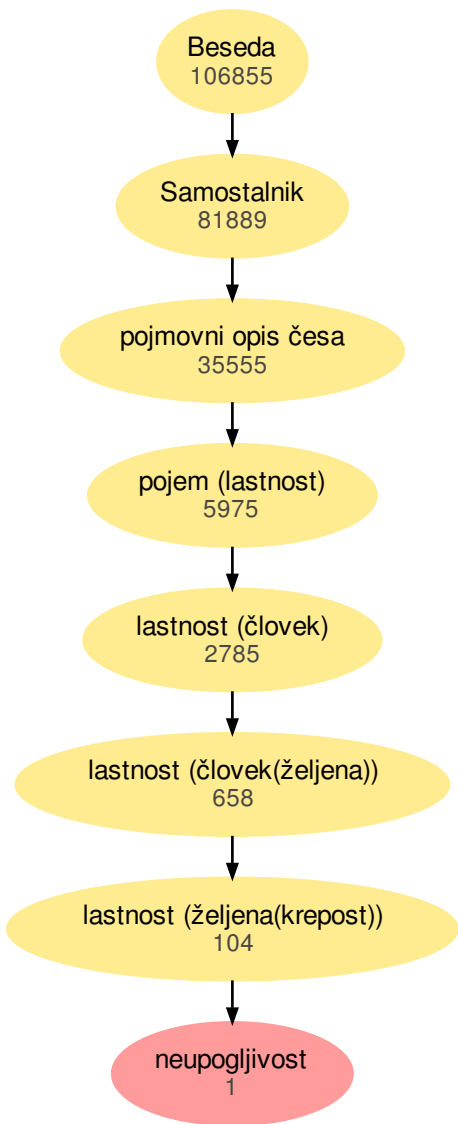 Beseda
106855
Samostalnik
81889
pojmovni opis česa
35555
pojem (lastnost)
5975
lastnost (človek)
2785
lastnost (človek(željena))
658
lastnost (željena(krepost))
104
neupogljivost
1